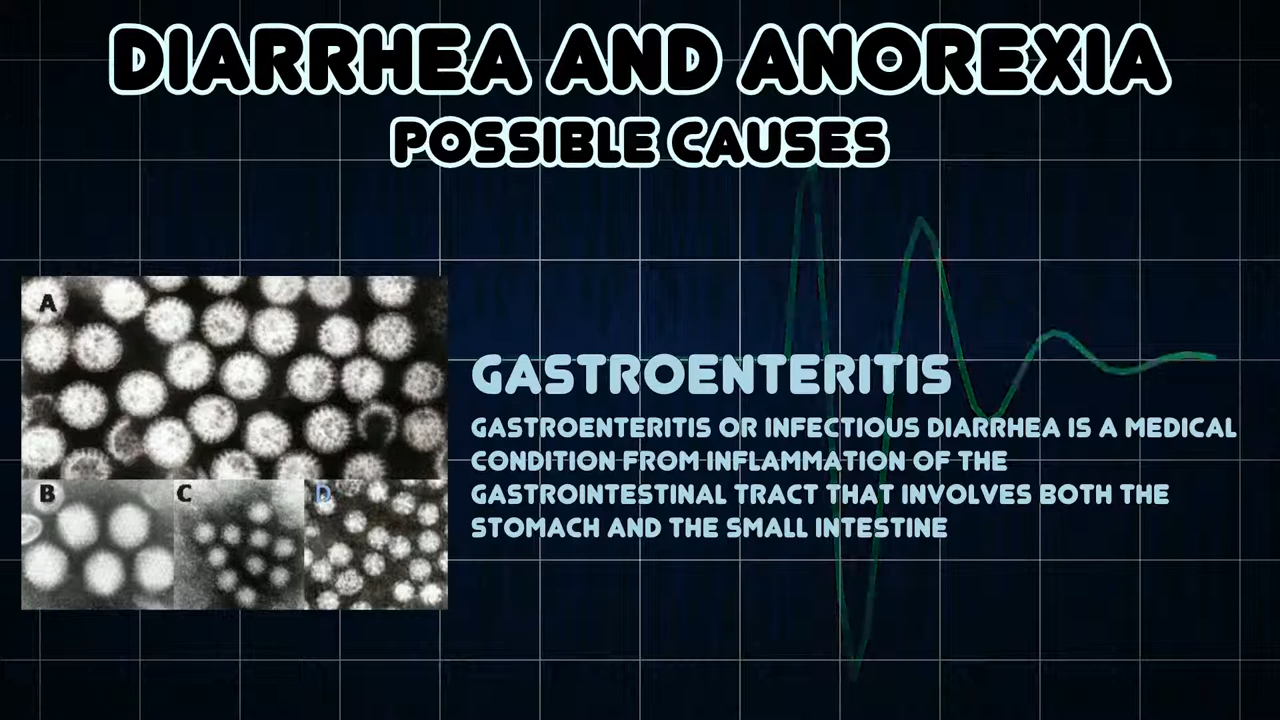 DIARRHEA AND ANOREXIA
POSSIBLE CAUSES
A
B
C
D
GASTROENTERITIS
GASTROENTERITIS OR INFECTIOUS DIARRHEA IS A MEDICAL
CONDITION FROM INFLAMMATION OF THE
GASTROINTESTINAL TRACT THAT INVOLVES BOTH THE
STOMACH AND THE SMALL INTESTINE